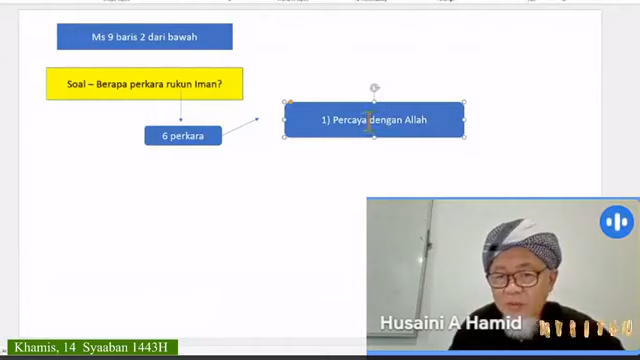 Ms 9 baris 2 dari bawah
Soal – Berapa perkara rukun Iman?
1) Percaya dengan Allah
6 perkara
Husaini A Hamid
Khamis, 14 Syaaban 1443H